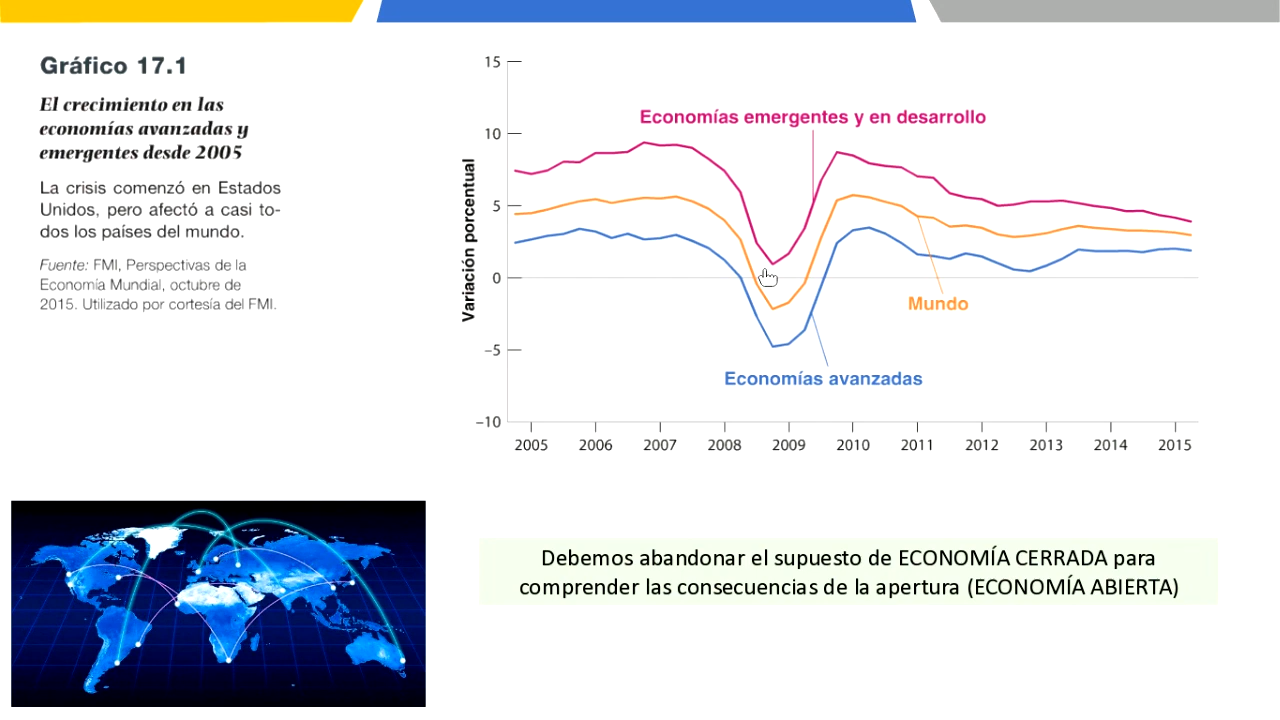 Gráfico 17.1
El crecimiento en las
economías avanzadas y
emergentes desde 2005
La crisis comenzó en Estados
Unidos, pero afectó a casi to-
dos los países del mundo.
Fuente: FMI, Perspectivas de la
Economía Mundial, octubre de
2015. Utilizado por cortesía del FMI.
Variación porcentual
15
10
5
0
–5
–10
Economías emergentes y en desarrollo
Mundo
Economías avanzadas
2005 2006 2007 2008 2009 2010 2011 2012 2013 2014 2015
Debemos abandonar el supuesto de ECONOMÍA CERRADA para
comprender las consecuencias de la apertura (ECONOMÍA ABIERTA)